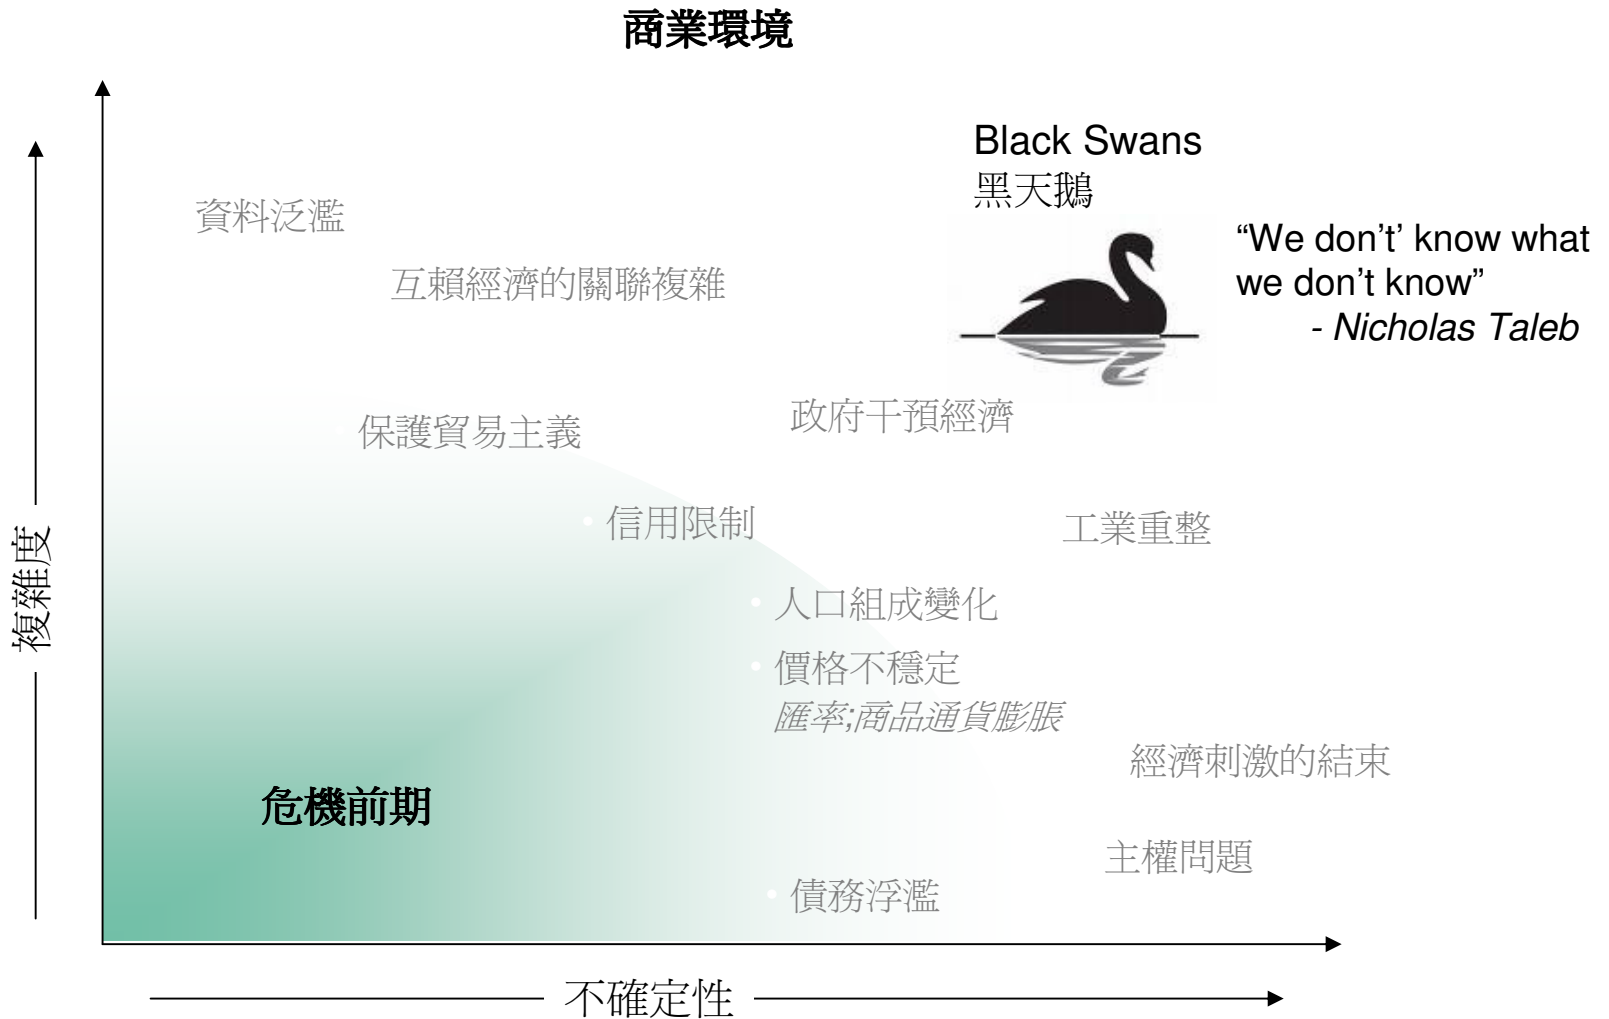 商業環境
Black Swans
黑天鵝
“We don't’ know what
we don’t know”
- Nicholas Taleb
資料泛濫
互賴經濟的關聯複雜
保護貿易主義
政府干預經濟
• 信用限制
工業重整
• 人口組成變化
• 價格不穩定
匯率;商品通貨膨脹
經濟刺激的結束
危機前期
主權問題
• 債務浮濫
複雜度
不確定性